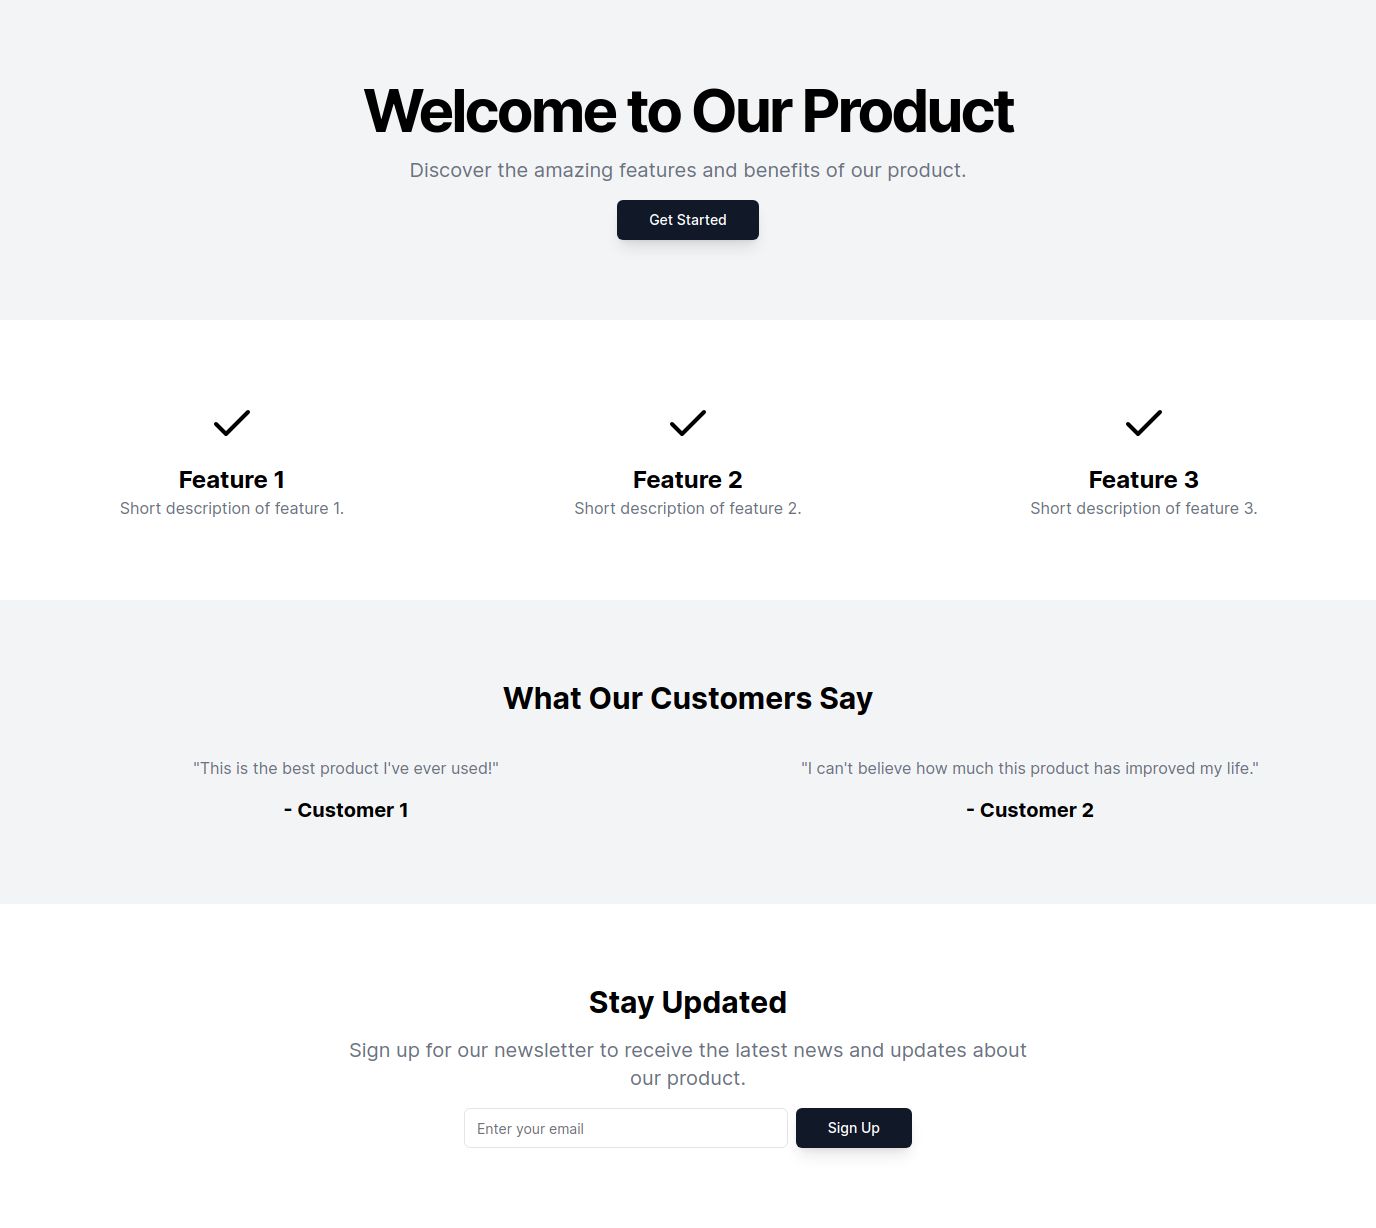 Welcome to Our Product
Discover the amazing features and benefits of our product.
Get Started
Feature 1
Short description of feature 1.
Feature 2
Short description of feature 2.
Feature 3
Short description of feature 3.
What Our Customers Say
"This is the best product I've ever used!"
- Customer 1
"I can't believe how much this product has improved my life."
- Customer 2
Stay Updated
Sign up for our newsletter to receive the latest news and updates about
our product.
Enter your email
Sign Up